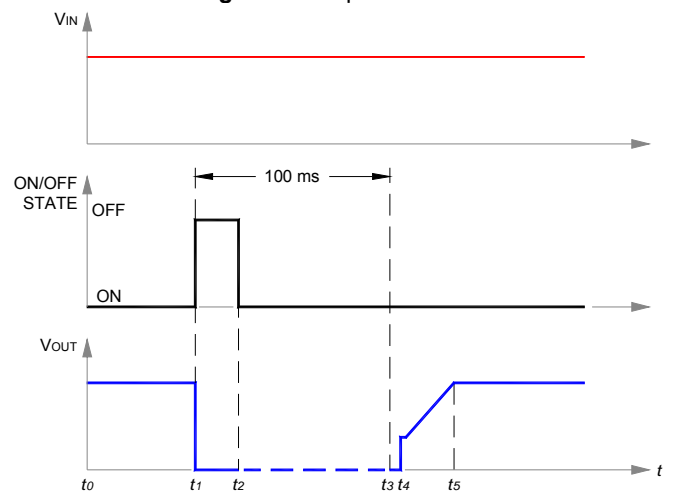 VIN
ON/OFF
STATE
OFF
100 ms
ON
VOUT
t
t0 t1 t2 t3 t4 t5